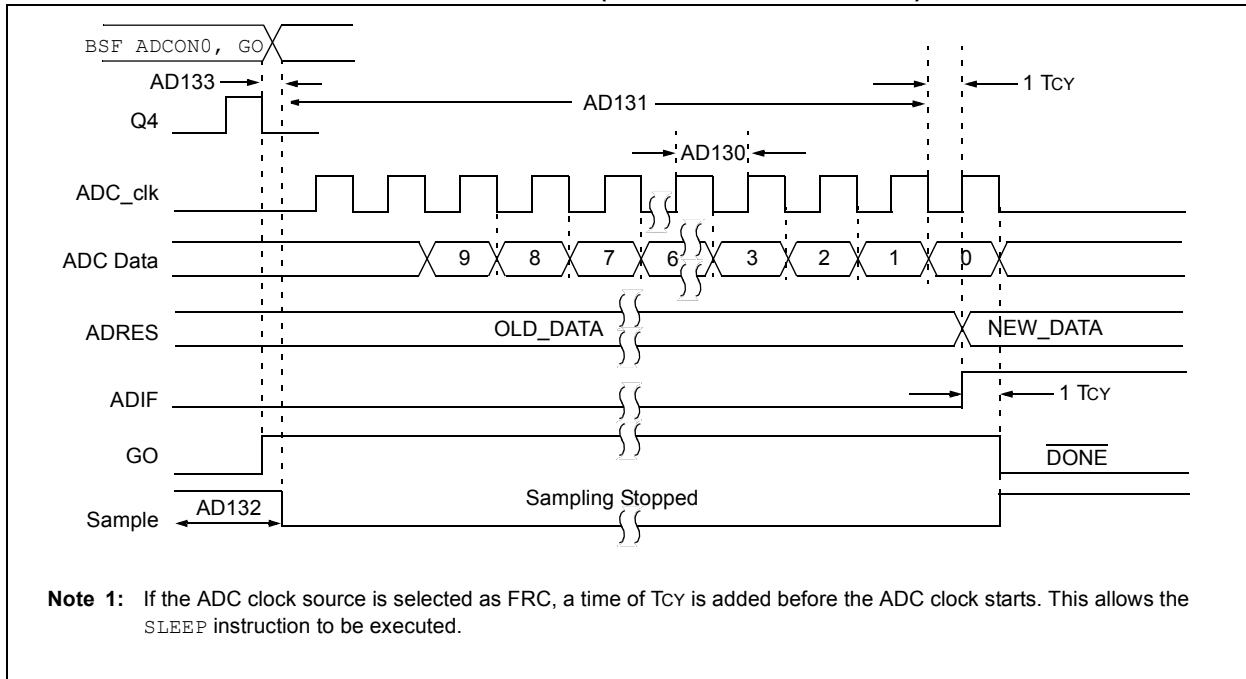 BSF ADCON0, GO
AD133
1 TCY
AD131
Q4
AD130
ADC_clk
ADC Data
9 8 7 6 3 2 1 0
ADRES
OLD_DATA
NEW_DATA
ADIF
1 TCY
GO
DONE
Sample
AD132
Sampling Stopped
Note 1: If the ADC clock source is selected as FRC, a time of TCY is added before the ADC clock starts. This allows the
SLEEP instruction to be executed.